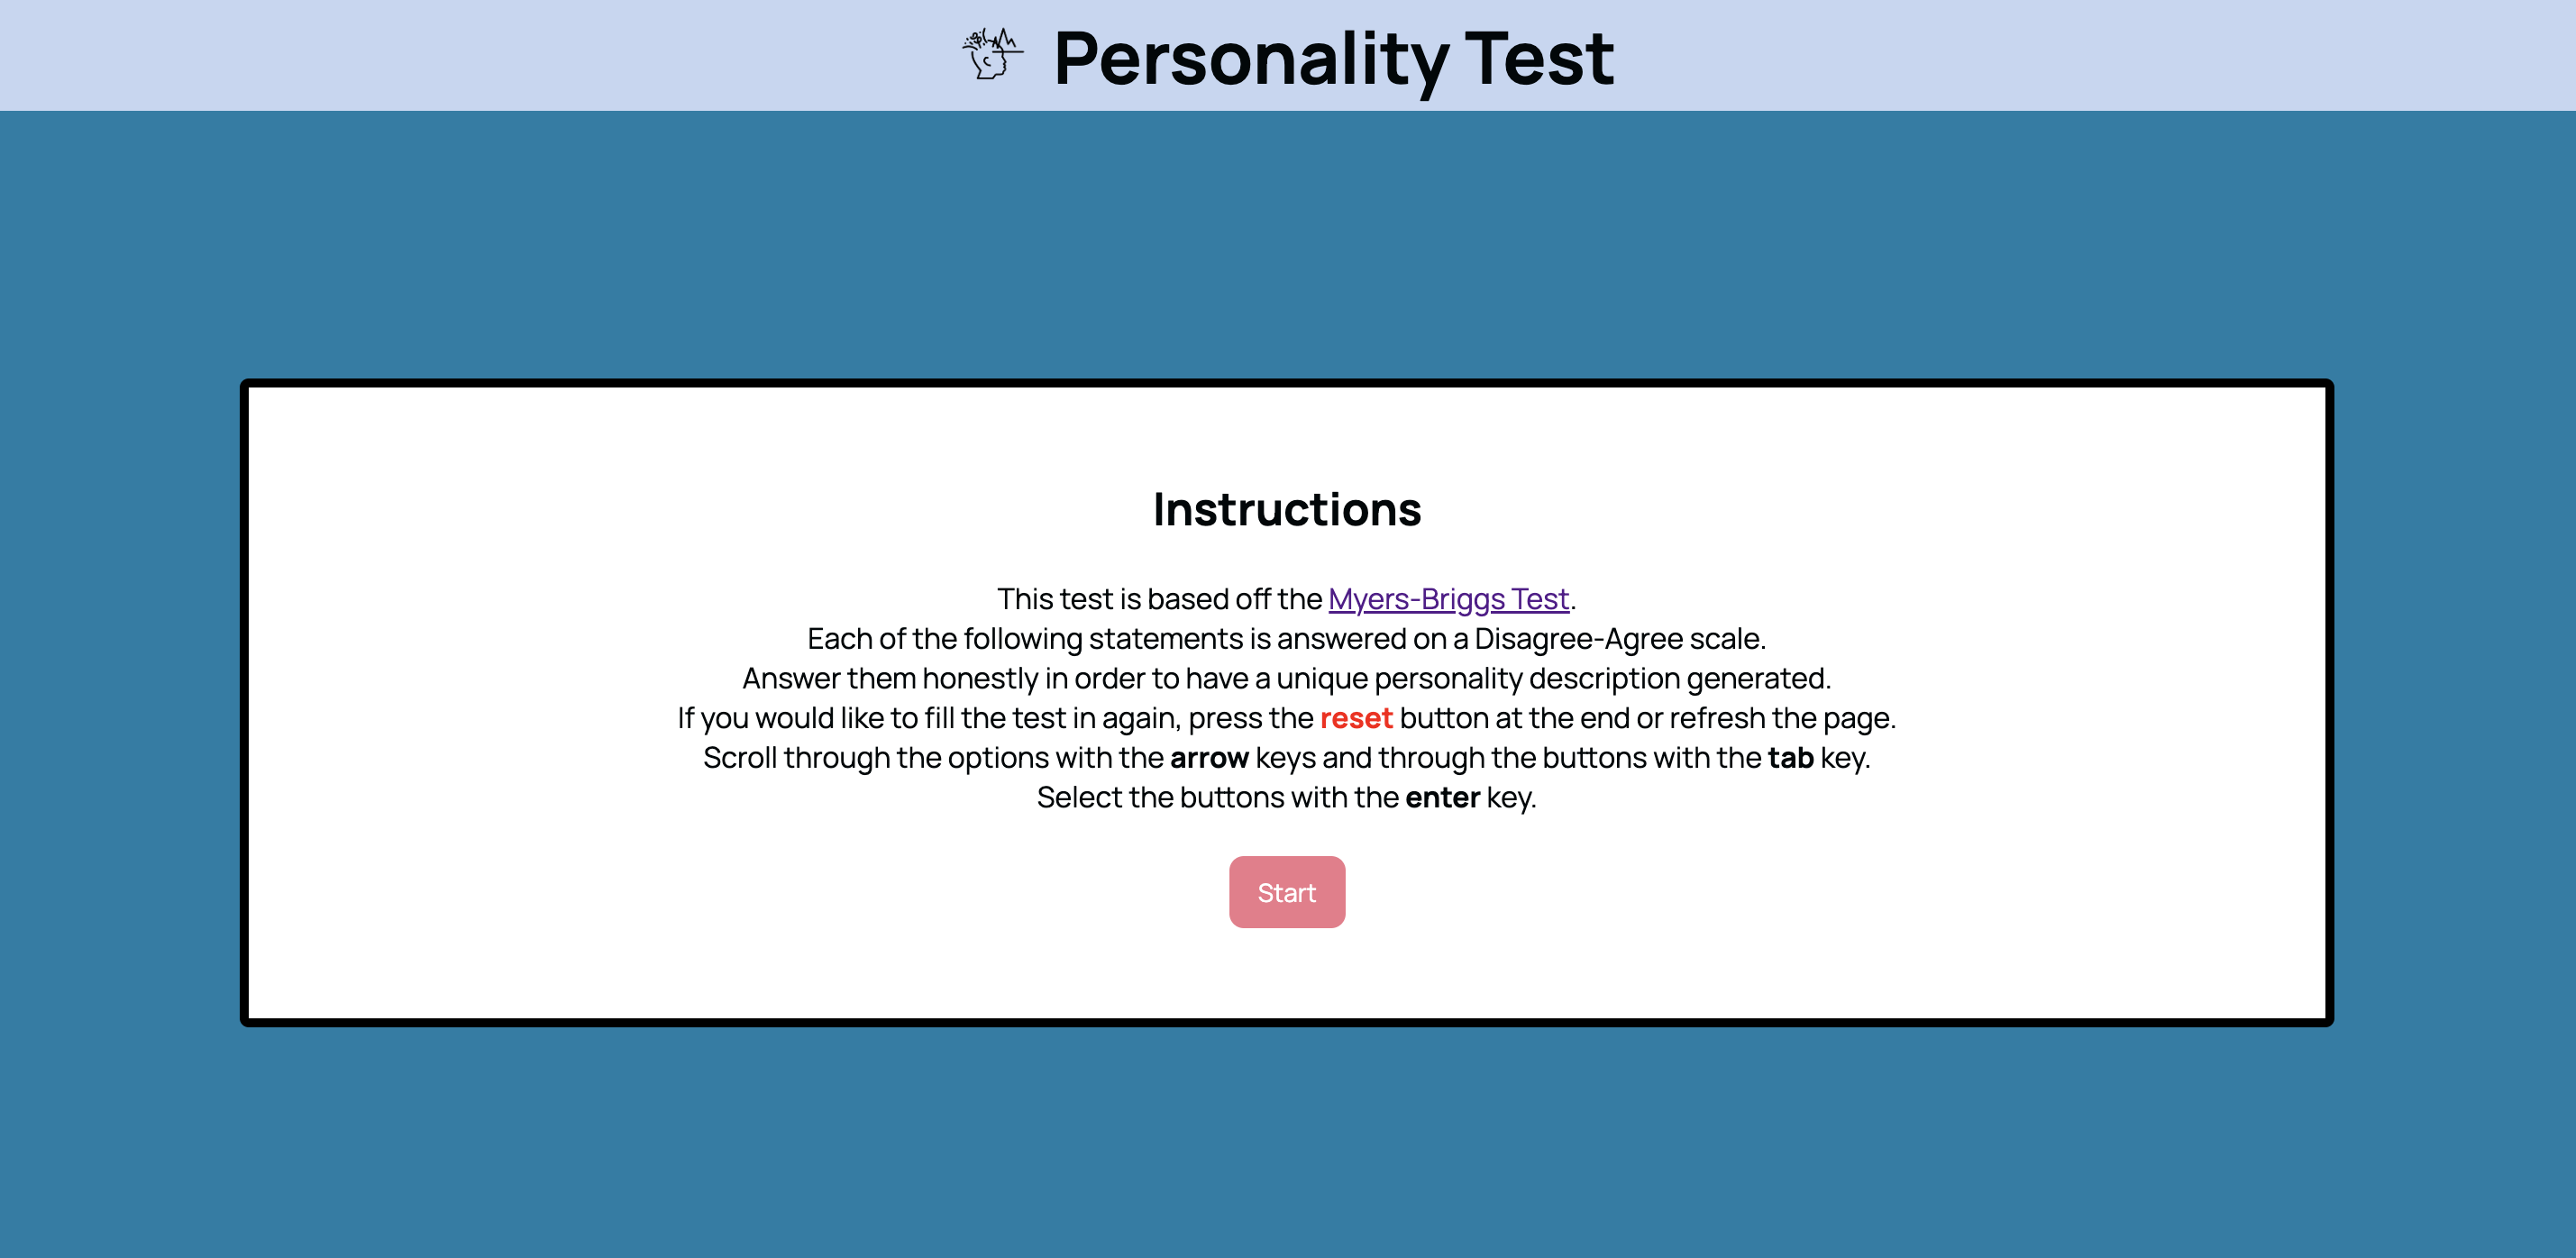 Personality Test
Instructions
This test is based off the Myers-Briggs Test.
Each of the following statements is answered on a Disagree-Agree scale.
Answer them honestly in order to have a unique personality description generated.
If you would like to fill the test in again, press the reset button at the end or refresh the page.
Scroll through the options with the arrow keys and through the buttons with the tab key.
Select the buttons with the enter key.
Start